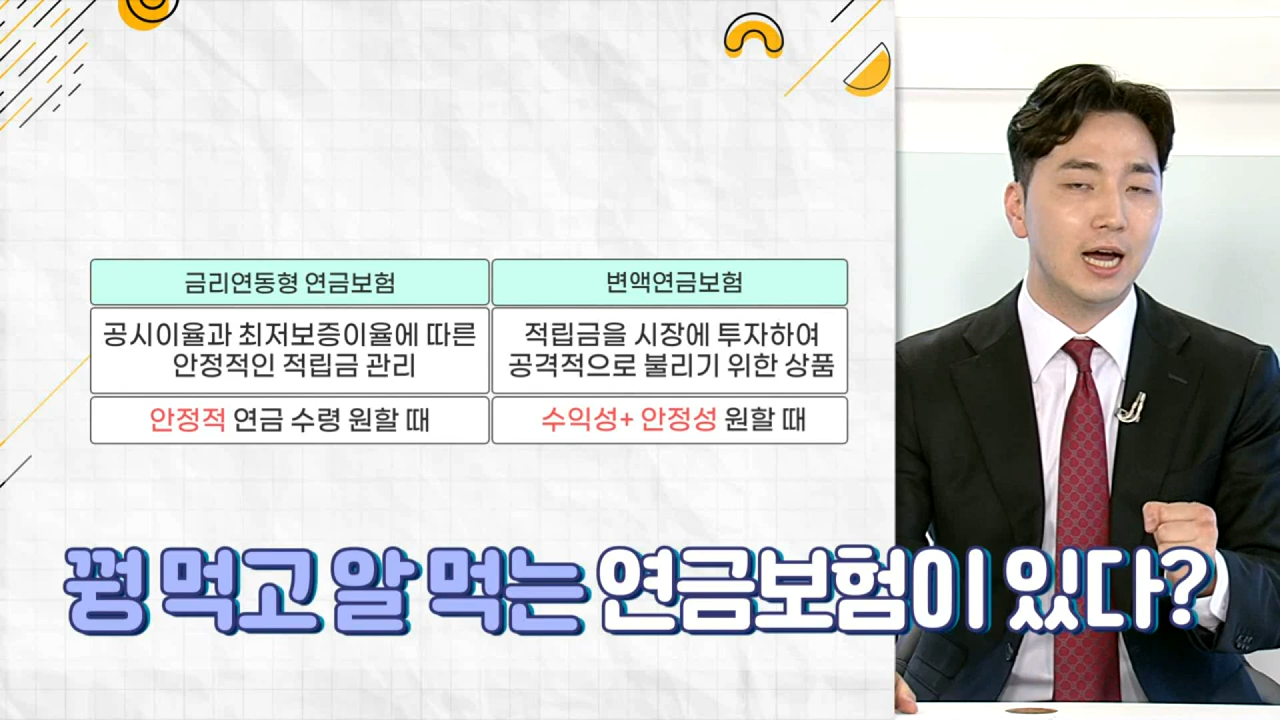 금리연동형 연금보험
변액연금보험
공시이율과 최저보증이율에 따른
안정적인 적립금 관리
적립금을 시장에 투자하여
공격적으로 불리기 위한 상품
안정적 연금 수령 원할 때
수익성+ 안정성 원할 때
꿩 먹고 알 먹는 연금보험이 있다?